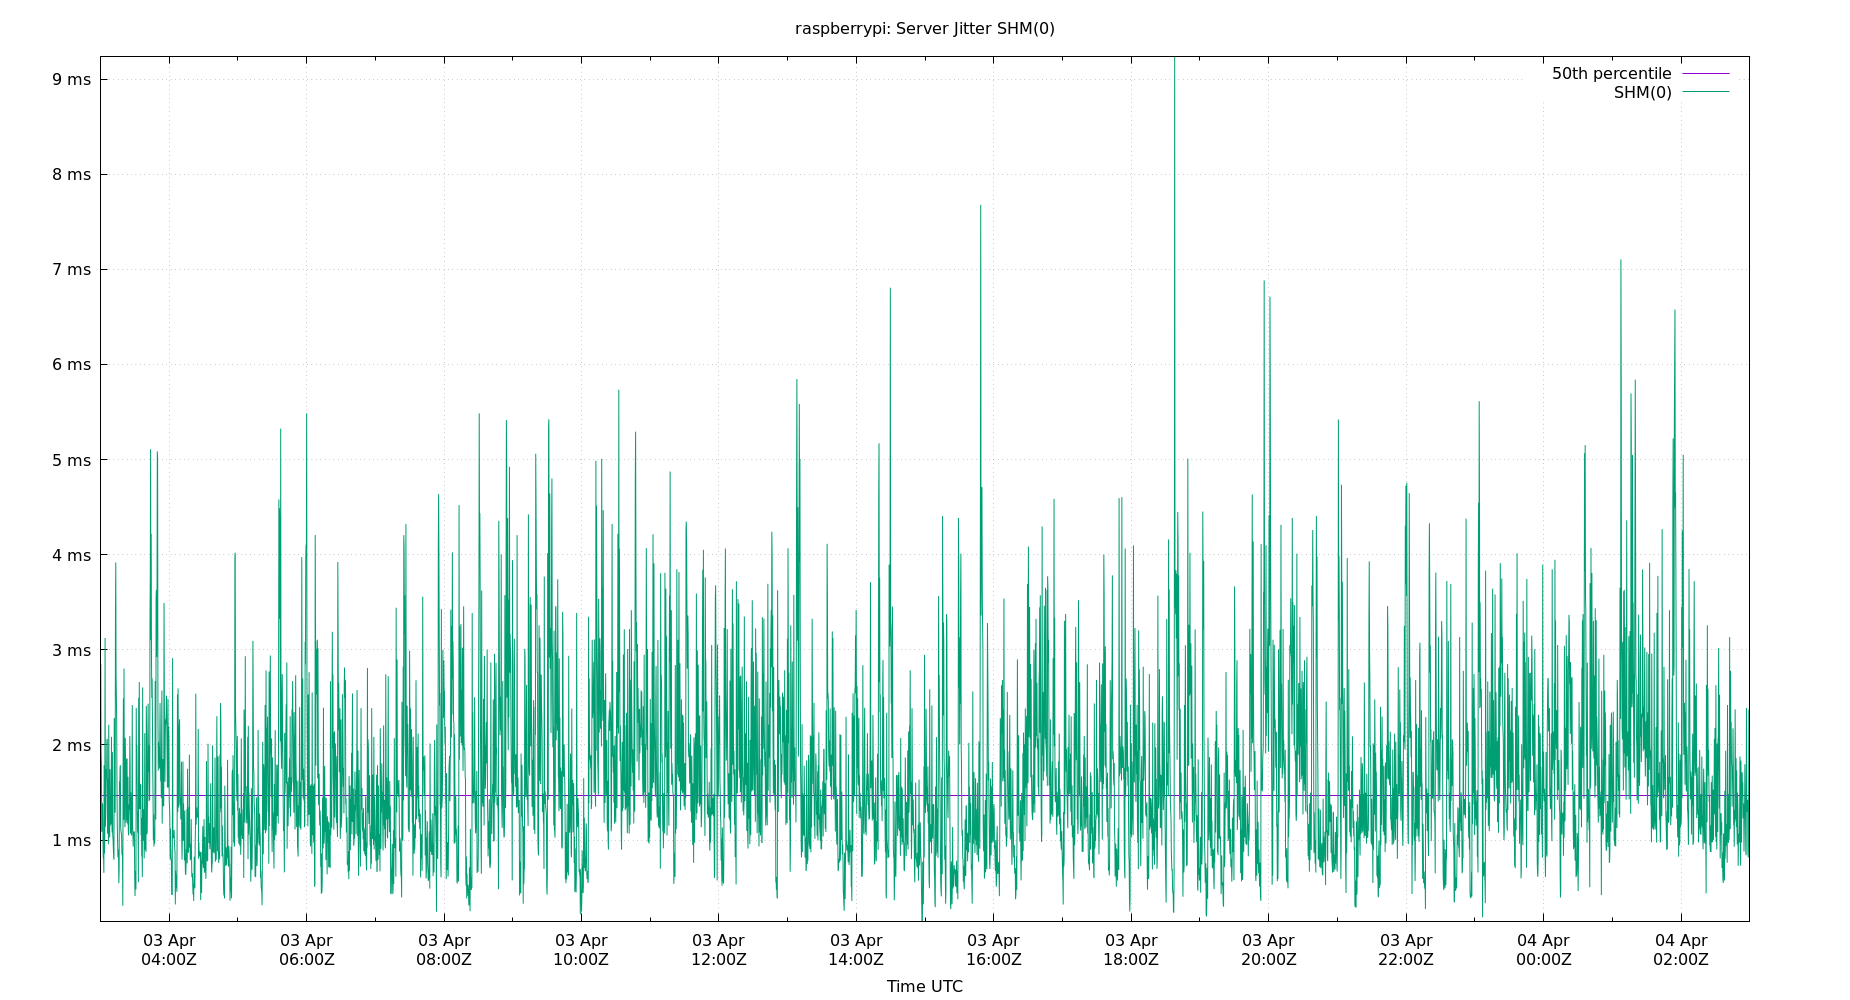 raspberrypi: Server Jitter SHM(0)
50th percentile
SHM(0)
9 ms
8 ms
7 ms
6 ms
5 ms
4 ms
3 ms
2 ms
1 ms
03 Apr 03 Apr 03 Apr 03 Apr 03 Apr 03 Apr 03 Apr 03 Apr 03 Apr 03 Apr 04 Apr 04 Apr
04:00Z 06:00Z 08:00Z 10:00Z 12:00Z 14:00Z 16:00Z 18:00Z 20:00Z 22:00Z 00:00Z 02:00Z
Time UTC